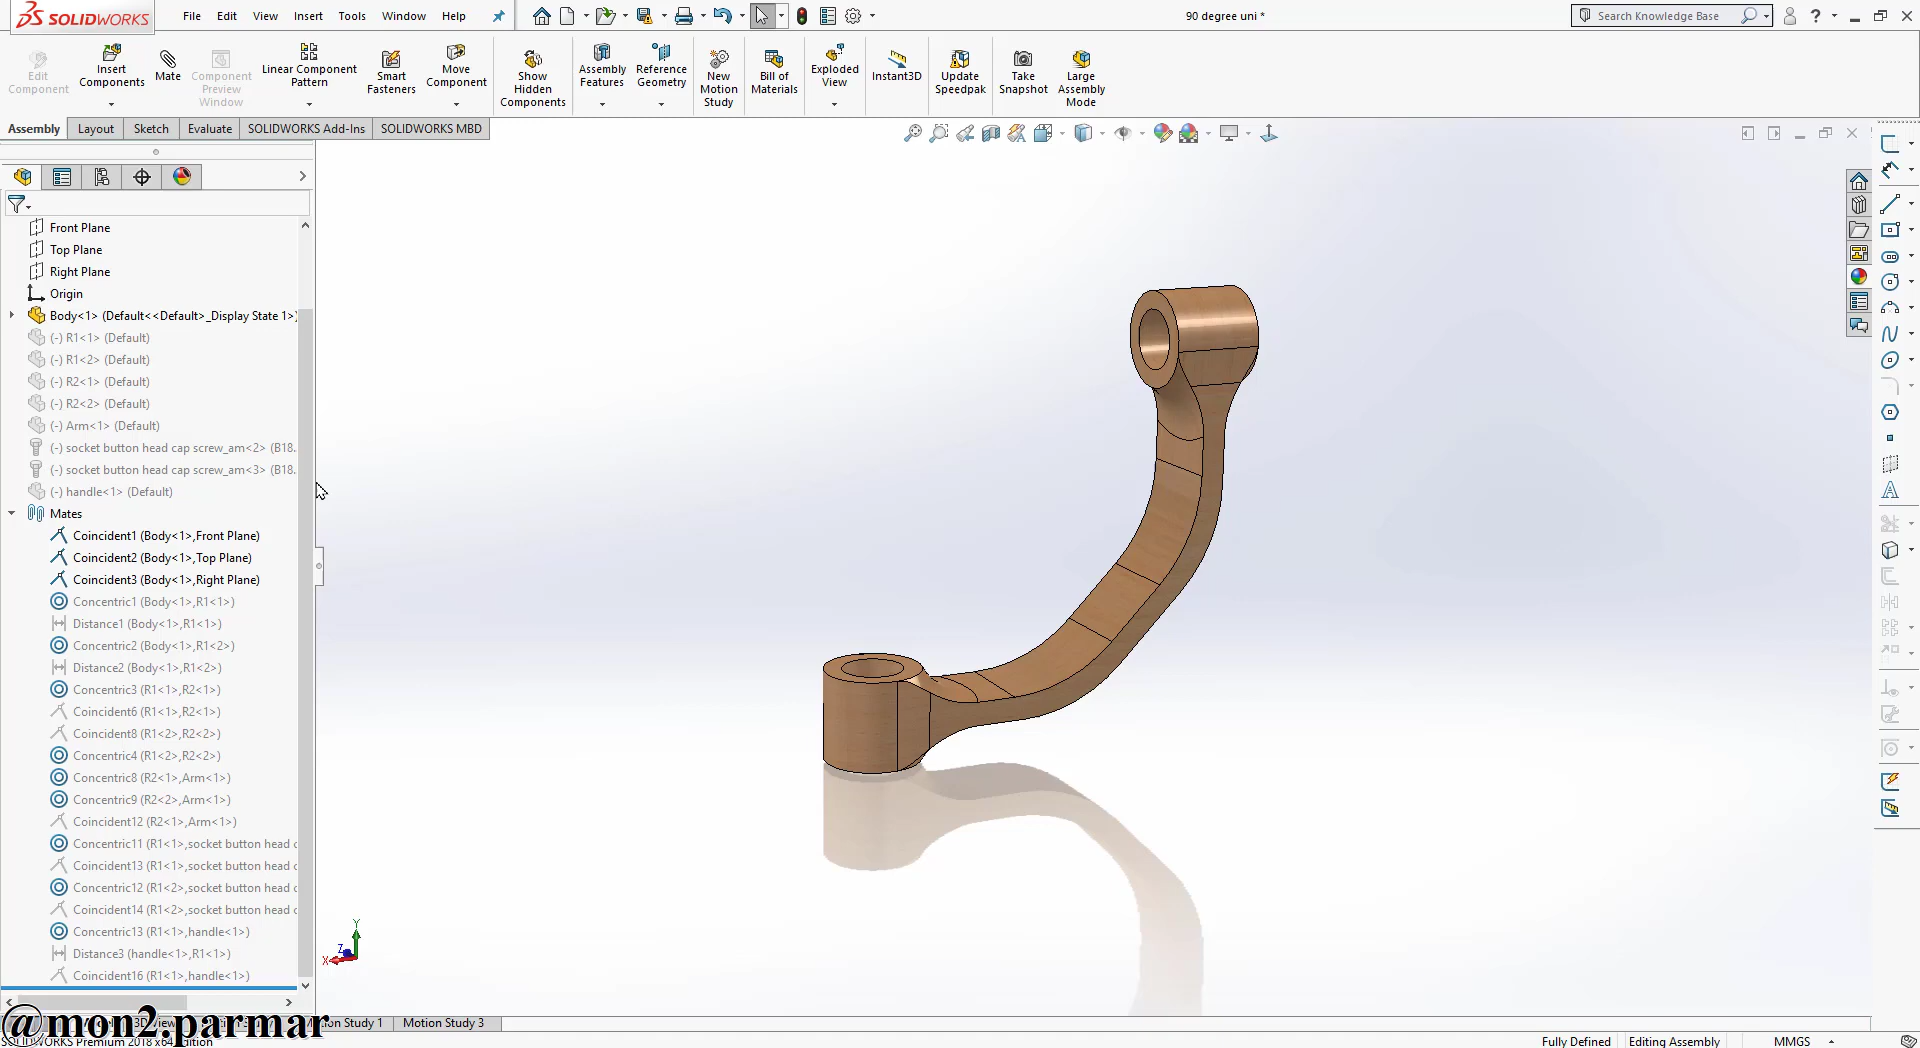 SOLIDWORKS
File Edit View Insert Tools Window Help
90 degree uni *
Search Knowledge Base
Edit Component
Insert Components
Mate
Component Preview Window
Linear Component Pattern
Smart Fasteners
Move Component
Show Hidden Components
Assembly Features
Reference Geometry
New Motion Study
Bill of Materials
Exploded View
Instant3D
Update Speedpak
Take Snapshot
Large Assembly Mode
Assembly Layout Sketch Evaluate SOLIDWORKS Add-Ins SOLIDWORKS MBD
Front Plane
Top Plane
Right Plane
Origin
Body<1> (Default<<Default>_Display State 1>)
(-) R1<1> (Default)
(-) R1<2> (Default)
(-) R2<1> (Default)
(-) R2<2> (Default)
(-) Arm<1> (Default)
(-) socket button head cap screw_am<2> (B18.
(-) socket button head cap screw_am<3> (B18.
(-) handle<1> (Default)
Mates
Coincident1 (Body<1>,Front Plane)
Coincident2 (Body<1>,Top Plane)
Coincident3 (Body<1>,Right Plane)
Concentric1 (Body<1>,R1<1>)
Distance1 (Body<1>,R1<1>)
Concentric2 (Body<1>,R1<2>)
Distance2 (Body<1>,R1<2>)
Concentric3 (R1<1>,R2<1>)
Coincident6 (R1<1>,R2<1>)
Coincident8 (R1<2>,R2<2>)
Concentric4 (R1<2>,R2<2>)
Concentric8 (R2<1>,Arm<1>)
Concentric9 (R2<2>,Arm<1>)
Coincident12 (R2<1>,Arm<1>)
Concentric11 (R1<1>,socket button head c
Coincident13 (R1<1>,socket button head c
Concentric12 (R1<2>,socket button head c
Coincident14 (R1<2>,socket button head c
Concentric13 (R1<1>,handle<1>)
Distance3 (handle<1>,R1<1>)
Coincident16 (R1<1>,handle<1>)
Y
Z
X
@mon2.parmar
Motion Study 1 Motion Study 3
SOLIDWORKS Premium 2018 x64 Edition
Fully Defined Editing Assembly MMGS